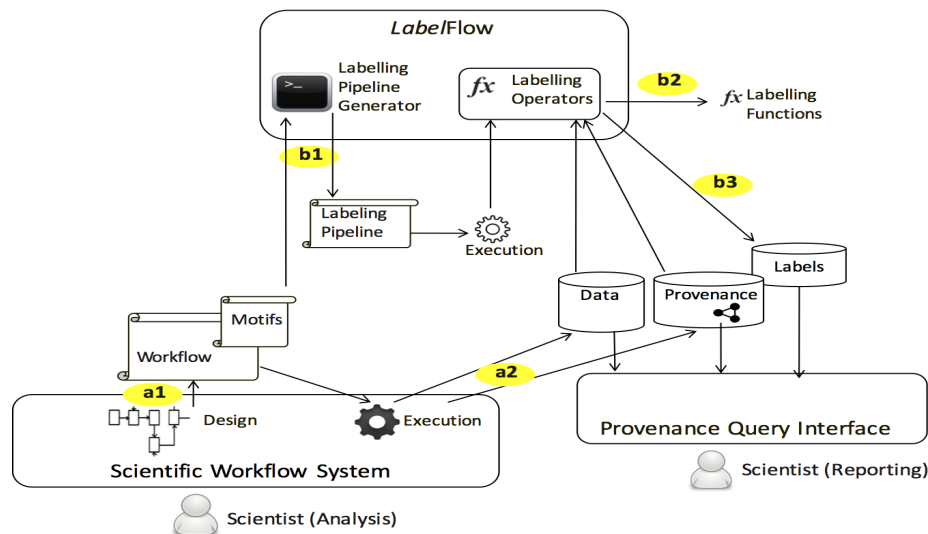 LabelFlow
>_
Labelling
Pipeline
Generator
fx
Labelling
Operators
b2
fx Labelling
Functions
b1
b3
Labeling
Pipeline
Execution
Labels
Data
Provenance
Motifs
Workflow
a1
a2
Design
Execution
Scientific Workflow System
Provenance Query Interface
Scientist (Reporting)
Scientist (Analysis)